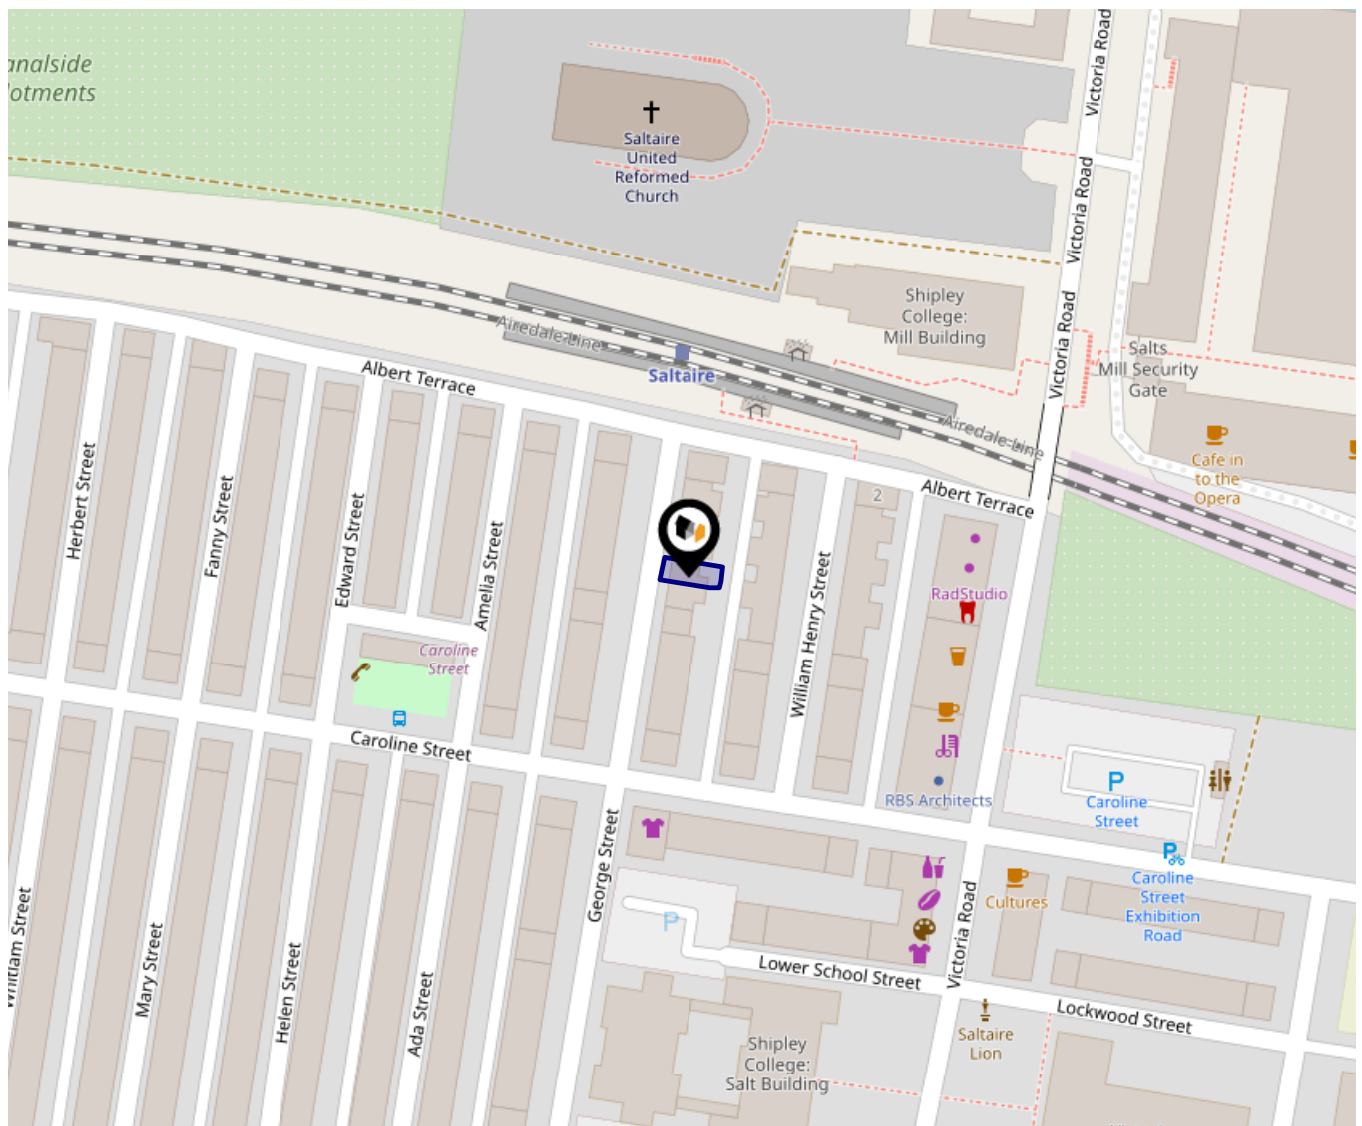 analside
lotments
Saltaire
United
Reformed
Church
Victoria Road
Victoria Road
Victoria Road
Shipley
College:
Mill Building
Salts
Mill Security
Gate
Airedale Line
Saltaire
Airedale Line
Albert Terrace
Albert Terrace
Cafe in
to the
Opera
2
Herbert Street
Fanny Street
Edward Street
Amelia Street
William Henry Street
RadStudio
Caroline
Street
Caroline Street
RBS Architects
P
Caroline
Street
P
Caroline
Street
Exhibition
Road
George Street
P
Cultures
Victoria Road
Lower School Street
Lockwood Street
Saltaire
Lion
William Street
Mary Street
Helen Street
Ada Street
Shipley
College:
Salt Building